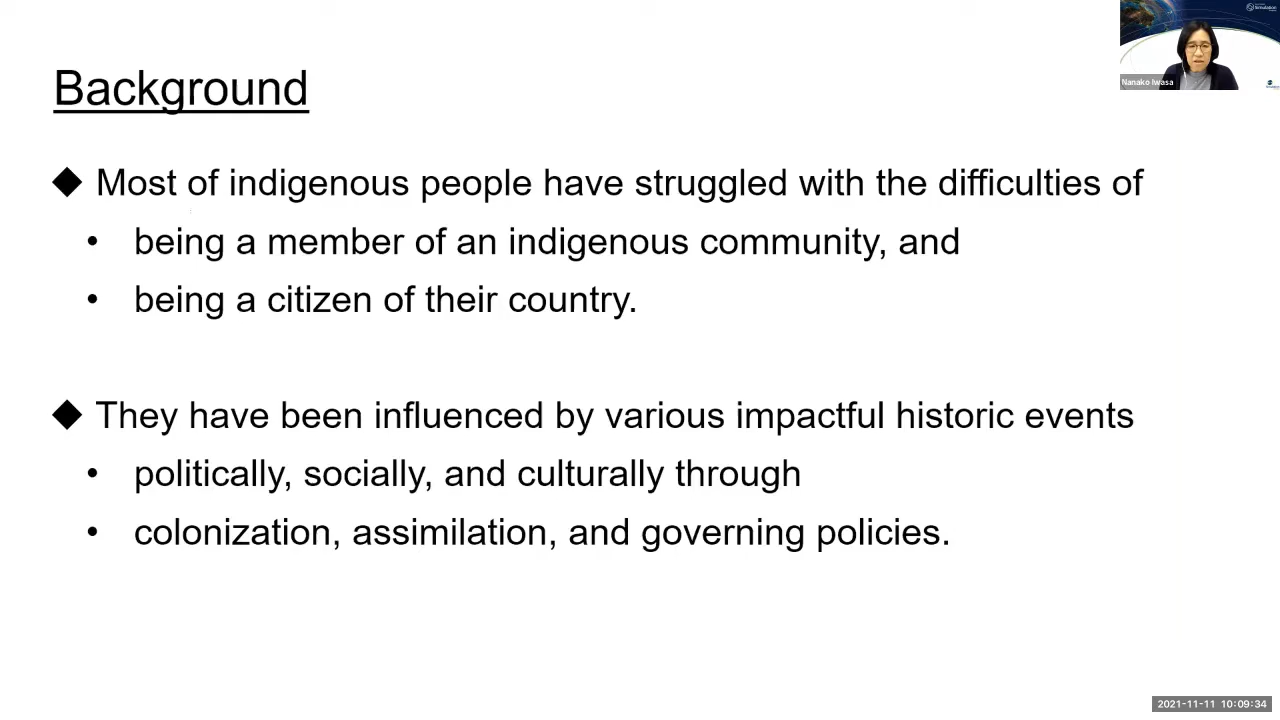 Background
◆ Most of indigenous people have struggled with the difficulties of
• being a member of an indigenous community, and
• being a citizen of their country.
◆ They have been influenced by various impactful historic events
• politically, socially, and culturally through
• colonization, assimilation, and governing policies.
Simulation
Nanako Iwasa
2021-11-11 10:09:34